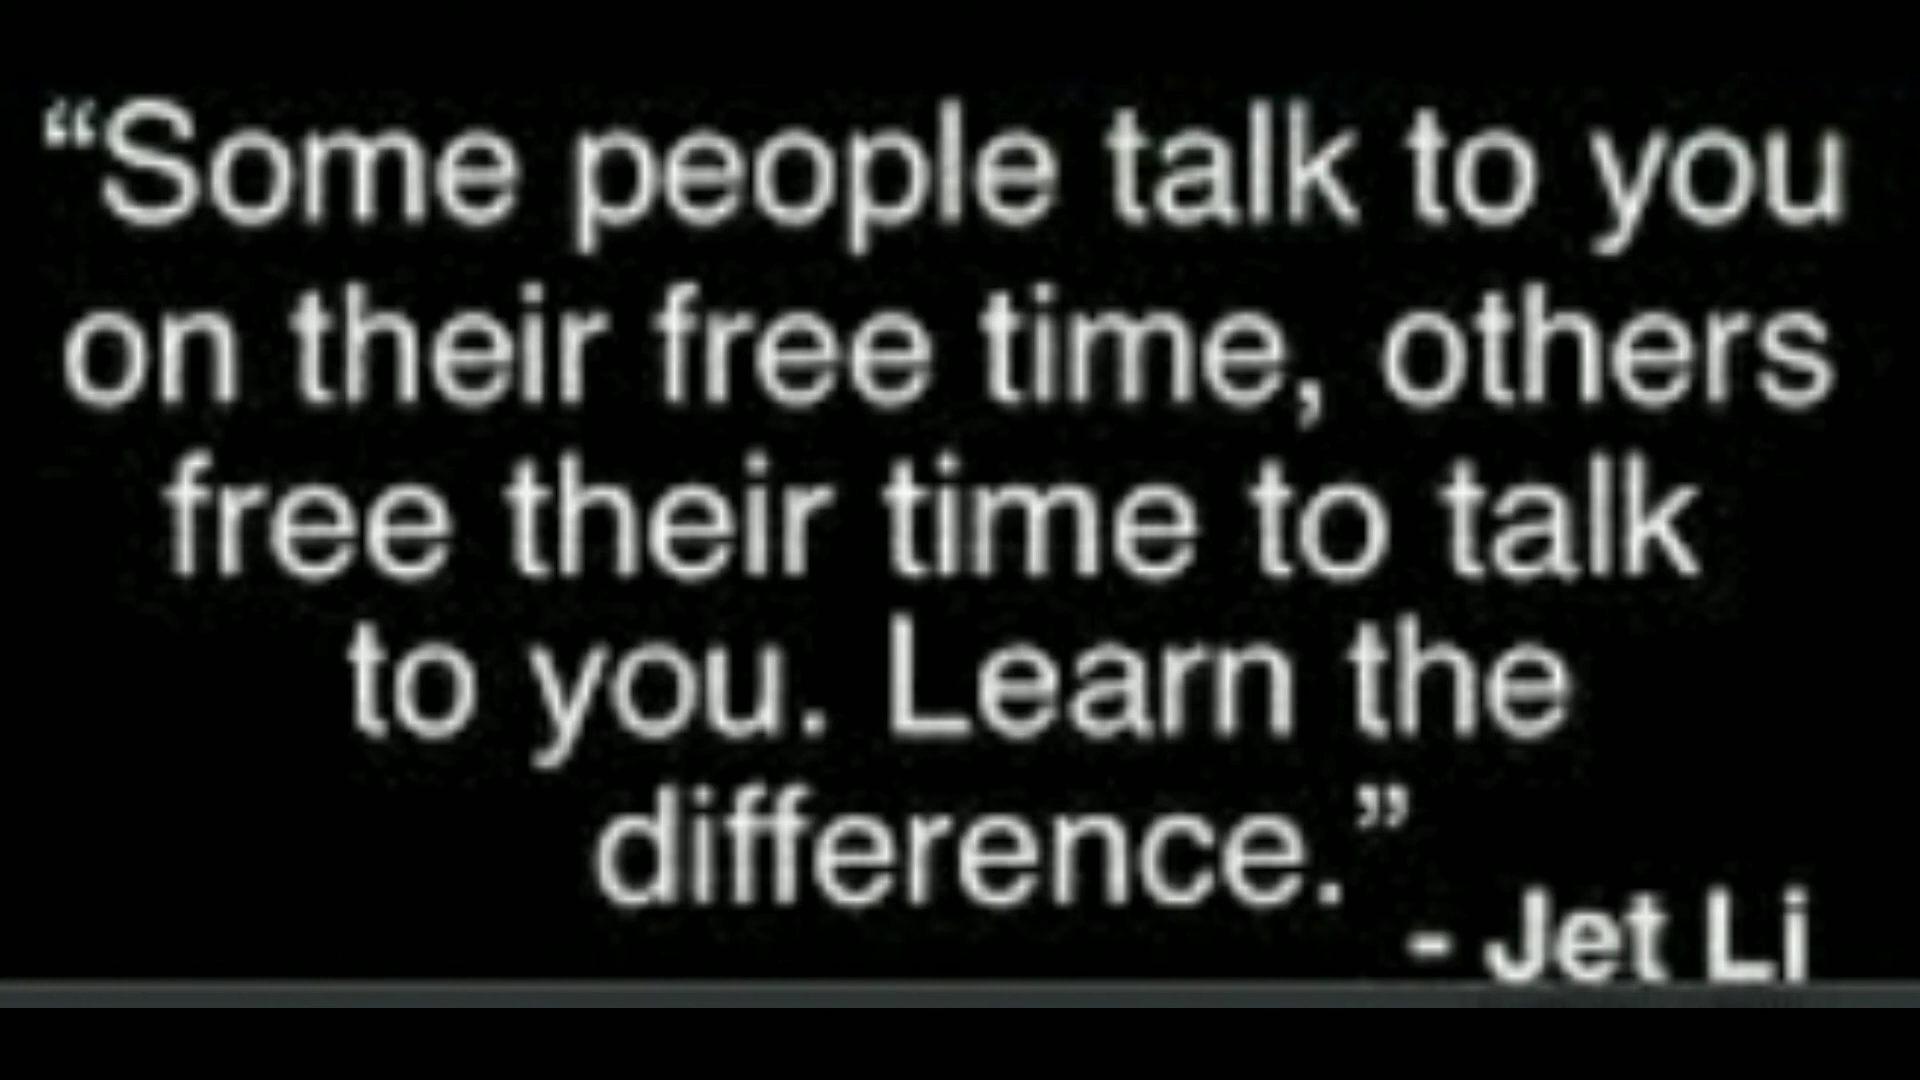 “Some people talk to you
on their free time, others
free their time to talk
to you. Learn the
difference.”
- Jet Li